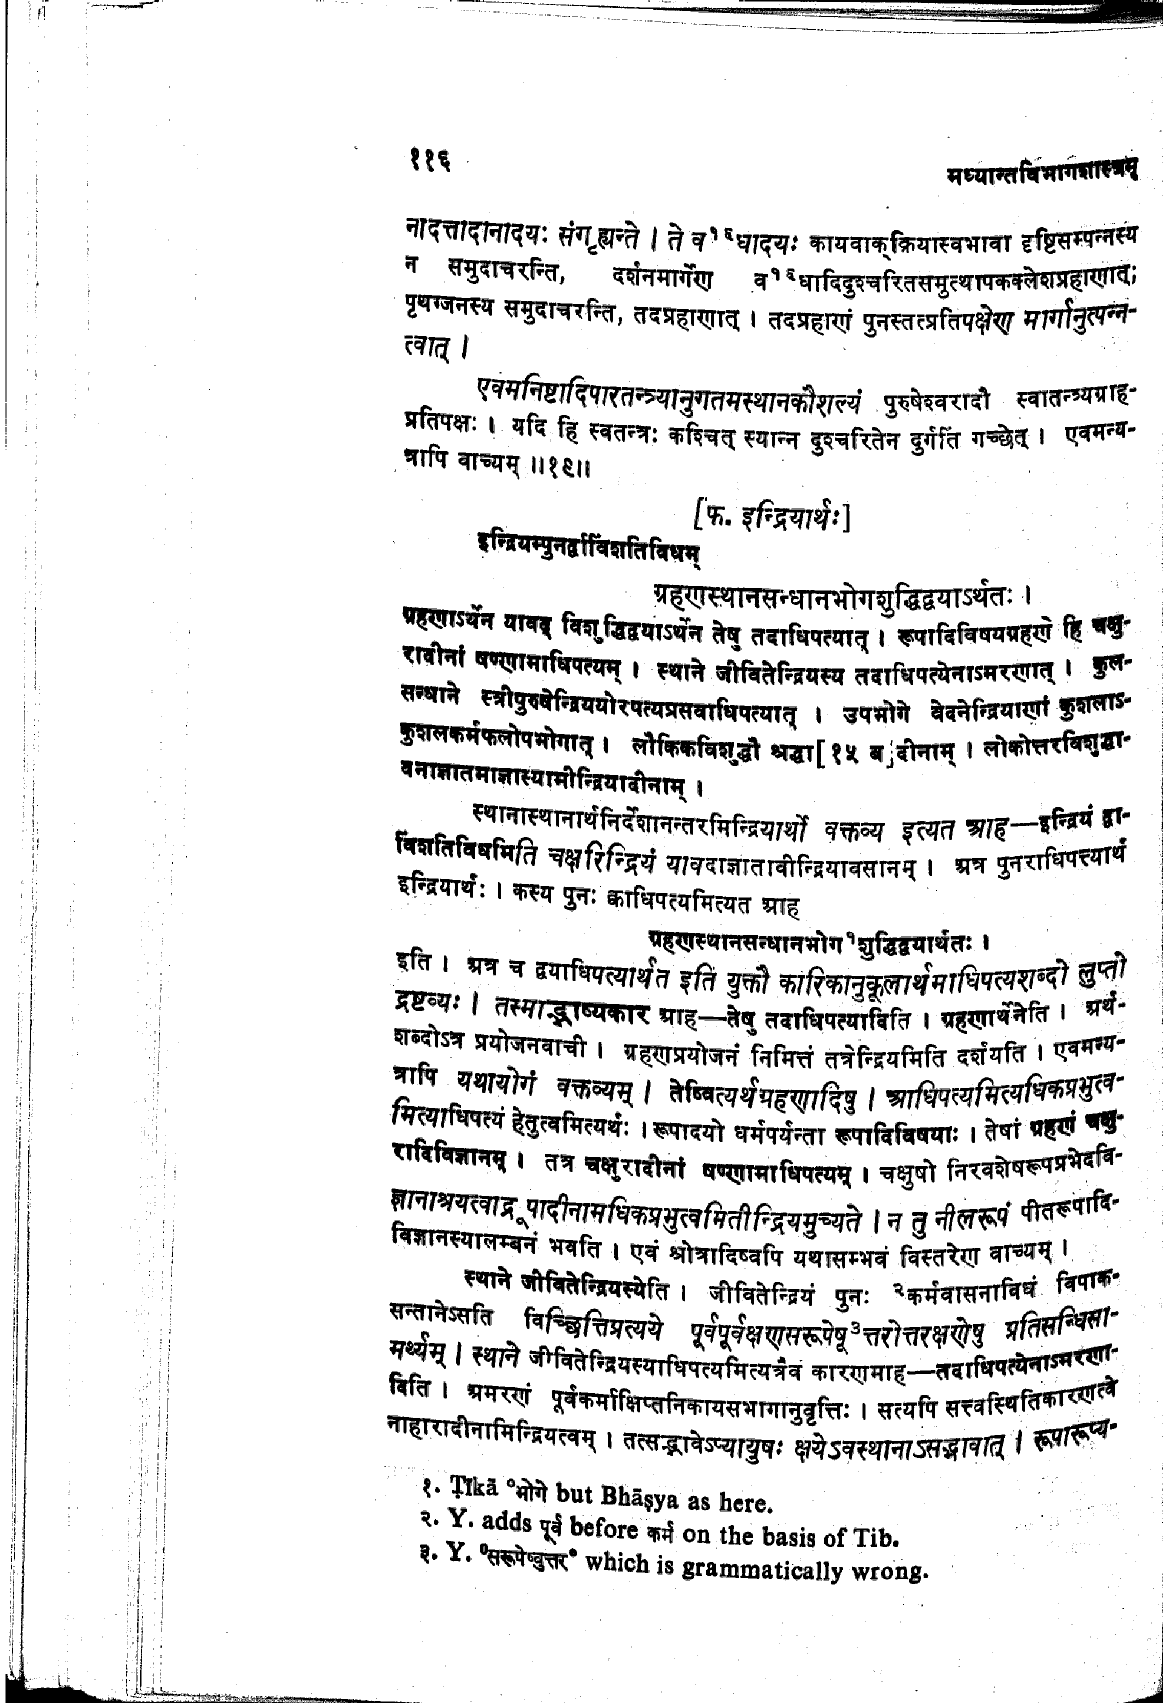 ११६
मध्यान्तविभागशास्त्रम्
नादत्तादानादयः संगृह्यन्ते । ते व१६धादयः कायवाक्क्रियास्वभावा दृष्टिसम्पन्नस्य
न समुदाचरन्ति, दर्शनमार्गेण व१६धादिदुश्चरितसमुत्थापकक्लेशप्रहाणात्;
पृथग्जनस्य समुदाचरन्ति, तदप्रहाणात् । तदप्रहाणं पुनस्तत्प्रतिपक्षेण मार्गानुत्पन्न-
त्वात् ।
एवमनिष्टादिपारतन्त्र्यानुगतमस्थानकौशल्यं पुरुषेश्वरादौ स्वातन्त्र्यग्राह-
प्रतिपक्षः । यदि हि स्वतन्त्रः कश्चित् स्यान्न दुश्चरितेन दुर्गतिं गच्छेत् । एवमन्य-
त्रापि वाच्यम् ॥१९॥
[फ. इन्द्रियार्थः]
इन्द्रियम्पुनर्द्वाविंशतिविधम्
ग्रहणस्थानसन्धानभोगशुद्धिद्वयाऽर्थतः ।
ग्रहणाऽर्थेन यावद् विशुद्धिद्वयाऽर्थेन तेषु तदाधिपत्यात् । रूपादिविषयग्रहणे हि चक्षु-
रादीनां षण्णामाधिपत्यम् । स्थाने जीवितेन्द्रियस्य तदाधिपत्येनाऽमरणात् । कुल-
सन्धाने स्त्रीपुरुषेन्द्रिययोरपत्यप्रसवाधिपत्यात् । उपभोगे वेदनेन्द्रियाणां कुशलाऽ-
कुशलकर्मफलोपभोगात् । लौकिकविशुद्धौ श्रद्धा[१५ ब]दीनाम् । लोकोत्तरविशुद्धा-
वनाज्ञातमाज्ञास्यामीन्द्रियादीनाम् ।
स्थानास्थानार्थनिर्देशानन्तरमिन्द्रियार्थो वक्तव्य इत्यत आह—इन्द्रियं द्वा-
विंशतिविधमिति चक्षरिन्द्रियं यावदाज्ञातावीन्द्रियावसानम् । अत्र पुनराधिपत्त्यार्थ
इन्द्रियार्थः । कस्य पुनः क्वाधिपत्यमित्यत आह
ग्रहणस्थानसन्धानभोग१शुद्धिद्वयार्थतः ।
इति । अत्र च द्वयाधिपत्यार्थत इति युक्तौ कारिकानुकूलार्थमाधिपत्यशब्दो लुप्तो
द्रष्टव्यः । तस्माद्भाष्यकार आह—तेषु तदाधिपत्यादिति । ग्रहणार्थेनेति । अर्थ-
शब्दोऽत्र प्रयोजनवाची । ग्रहणप्रयोजनं निमित्तं तत्रेन्द्रियमिति दर्शयति । एवमन्य-
त्रापि यथायोगं वक्तव्यम् । तेष्वित्यर्थग्रहणादिषु । आधिपत्यमित्यधिकप्रभुत्व-
मित्याधिपत्यं हेतुत्वमित्यर्थः । रूपादयो धर्मपर्यन्ता रूपादिविषयाः । तेषां ग्रहणं चक्षु-
रादिविज्ञानम् । तत्र चक्षुरादीनां षण्णामाधिपत्यम् । चक्षुषो निरवशेषरूपप्रभेदवि-
ज्ञानाश्रयत्वाद्रूपादीनामधिकप्रभुत्वमितीन्द्रियमुच्यते । न तु नीलरूपं पीतरूपादि-
विज्ञानस्यालम्बनं भवति । एवं श्रोत्रादिष्वपि यथासम्भवं विस्तरेण वाच्यम् ।
स्थाने जीवितेन्द्रियस्येति । जीवितेन्द्रियं पुनः २कर्मवासनाविधं विपाक-
सन्तानेऽसति विच्छित्तिप्रत्यये पूर्वपूर्वक्षणसरूपेषू३त्तरोत्तरक्षणेषु प्रतिसन्धिसा-
मर्थ्यम् । स्थाने जीवितेन्द्रियस्याधिपत्यमित्यत्रैव कारणमाह—तदाधिपत्येनाऽमरणा-
दिति । अमरणं पूर्वकर्माक्षिप्तनिकायसभागानुवृत्तिः । सत्यपि सत्त्वस्थितिकारणत्वे
नाहारादीनामिन्द्रियत्वम् । तत्सद्भावेऽप्यायुषः क्षयेऽवस्थानाऽसद्भावात् । रूपारूप्य-
१. Ṭīkā °भोगे but Bhāṣya as here.
२. Y. adds पूर्व before कर्म on the basis of Tib.
३. Y. °सरूपेष्वुत्तर° which is grammatically wrong.